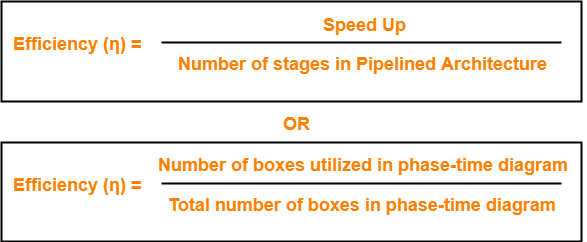 Speed Up
Efficiency (η) =
Number of stages in Pipelined Architecture
OR
Number of boxes utilized in phase-time diagram
Efficiency (η) =
Total number of boxes in phase-time diagram